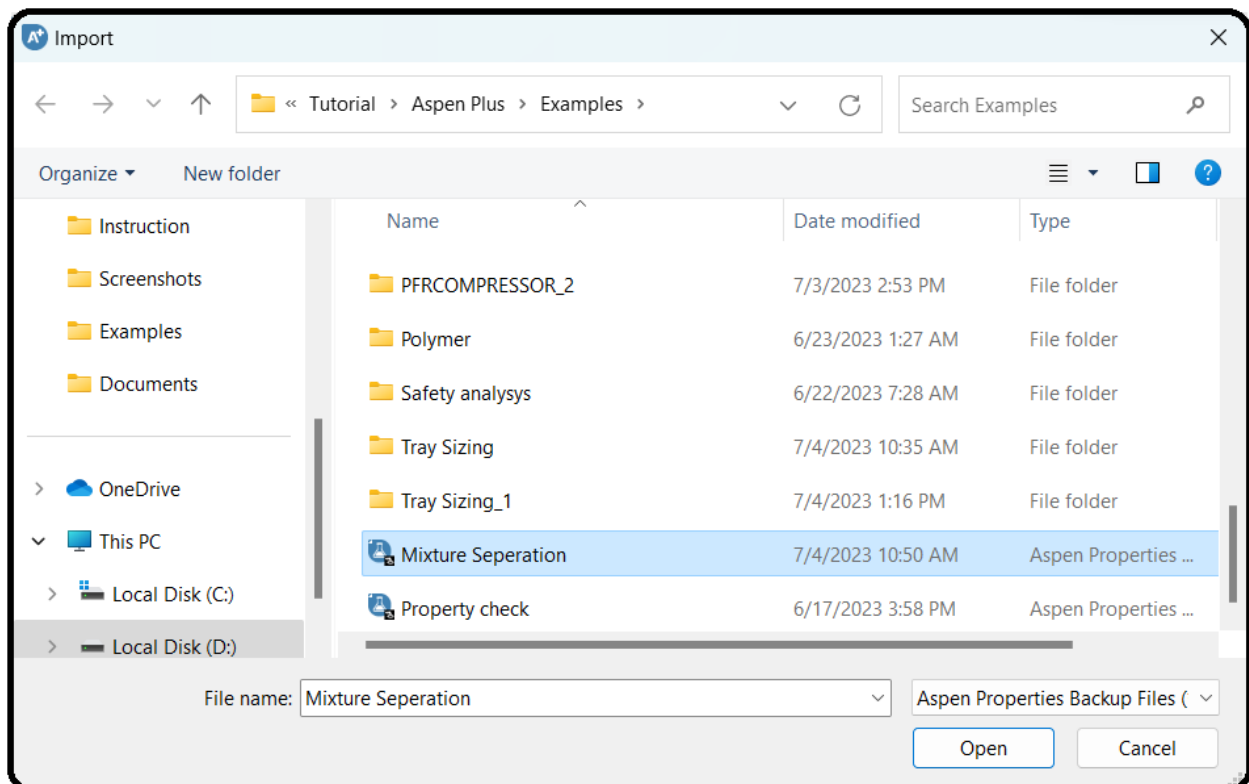 Import
« Tutorial > Aspen Plus > Examples >
Search Examples
Organize
New folder
Instruction
Screenshots
Examples
Documents
OneDrive
This PC
Local Disk (C:)
Local Disk (D:)
Name Date modified Type
PFRCOMPRESSOR_2 7/3/2023 2:53 PM File folder
Polymer 6/23/2023 1:27 AM File folder
Safety analysys 6/22/2023 7:28 AM File folder
Tray Sizing 7/4/2023 10:35 AM File folder
Tray Sizing_1 7/4/2023 1:16 PM File folder
Mixture Seperation 7/4/2023 10:50 AM Aspen Properties ...
Property check 6/17/2023 3:58 PM Aspen Properties ...
File name: Mixture Seperation
Aspen Properties Backup Files (
Open
Cancel